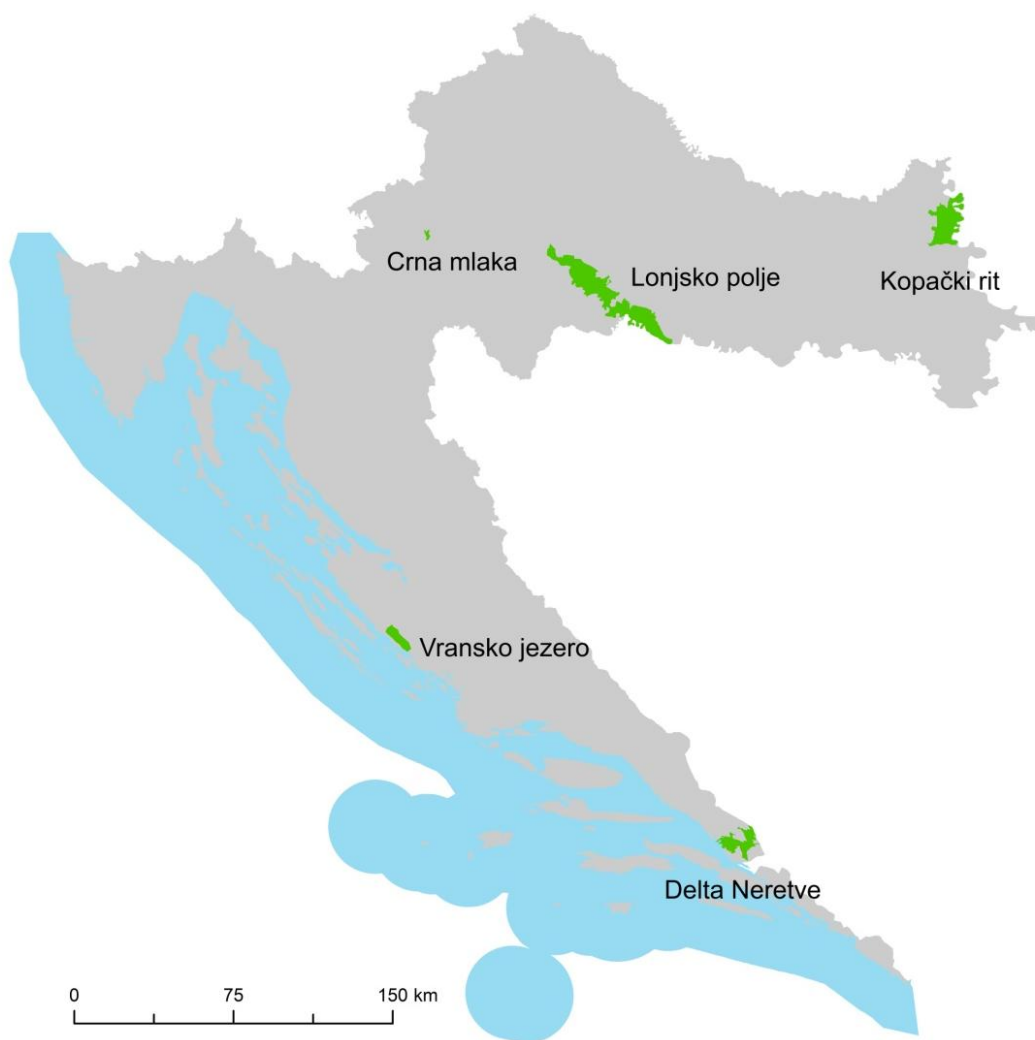 Crna mlaka
Lonjsko polje
Kopački rit
Vransko jezero
Delta Neretve
0 75 150 km